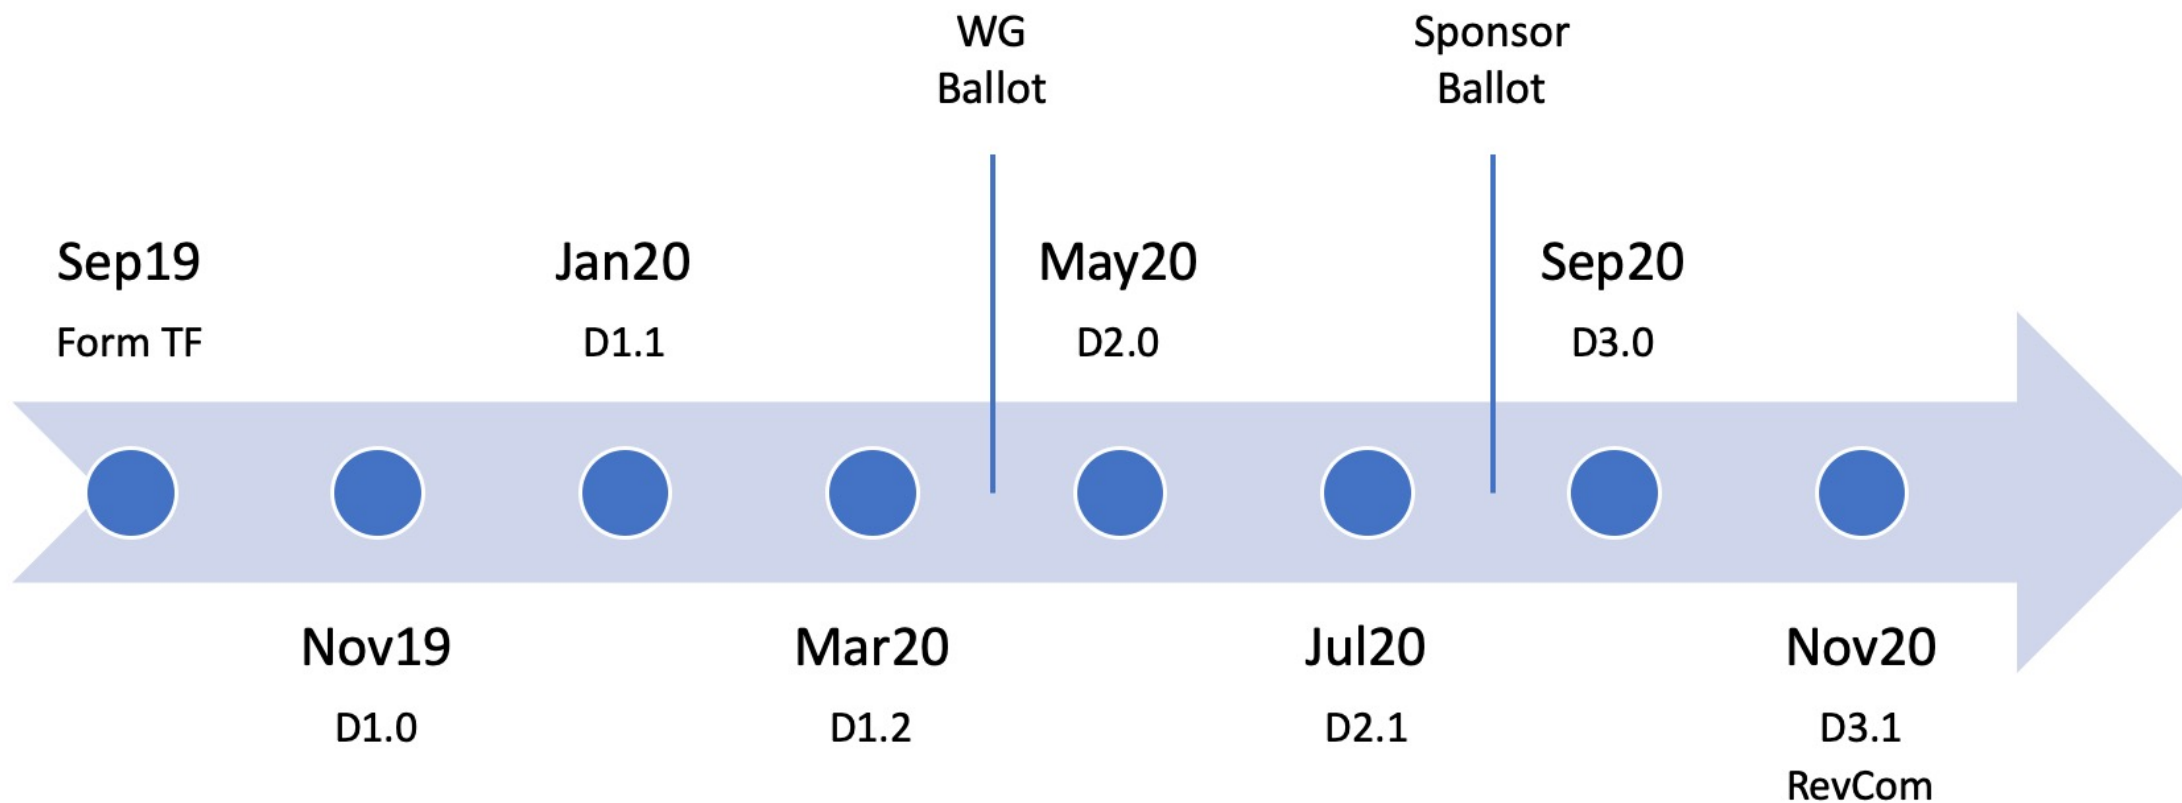 WG
Ballot
Sponsor
Ballot
Sep19
Form TF
Jan20
D1.1
May20
D2.0
Sep20
D3.0
Nov19
D1.0
Mar20
D1.2
Jul20
D2.1
Nov20
D3.1
RevCom